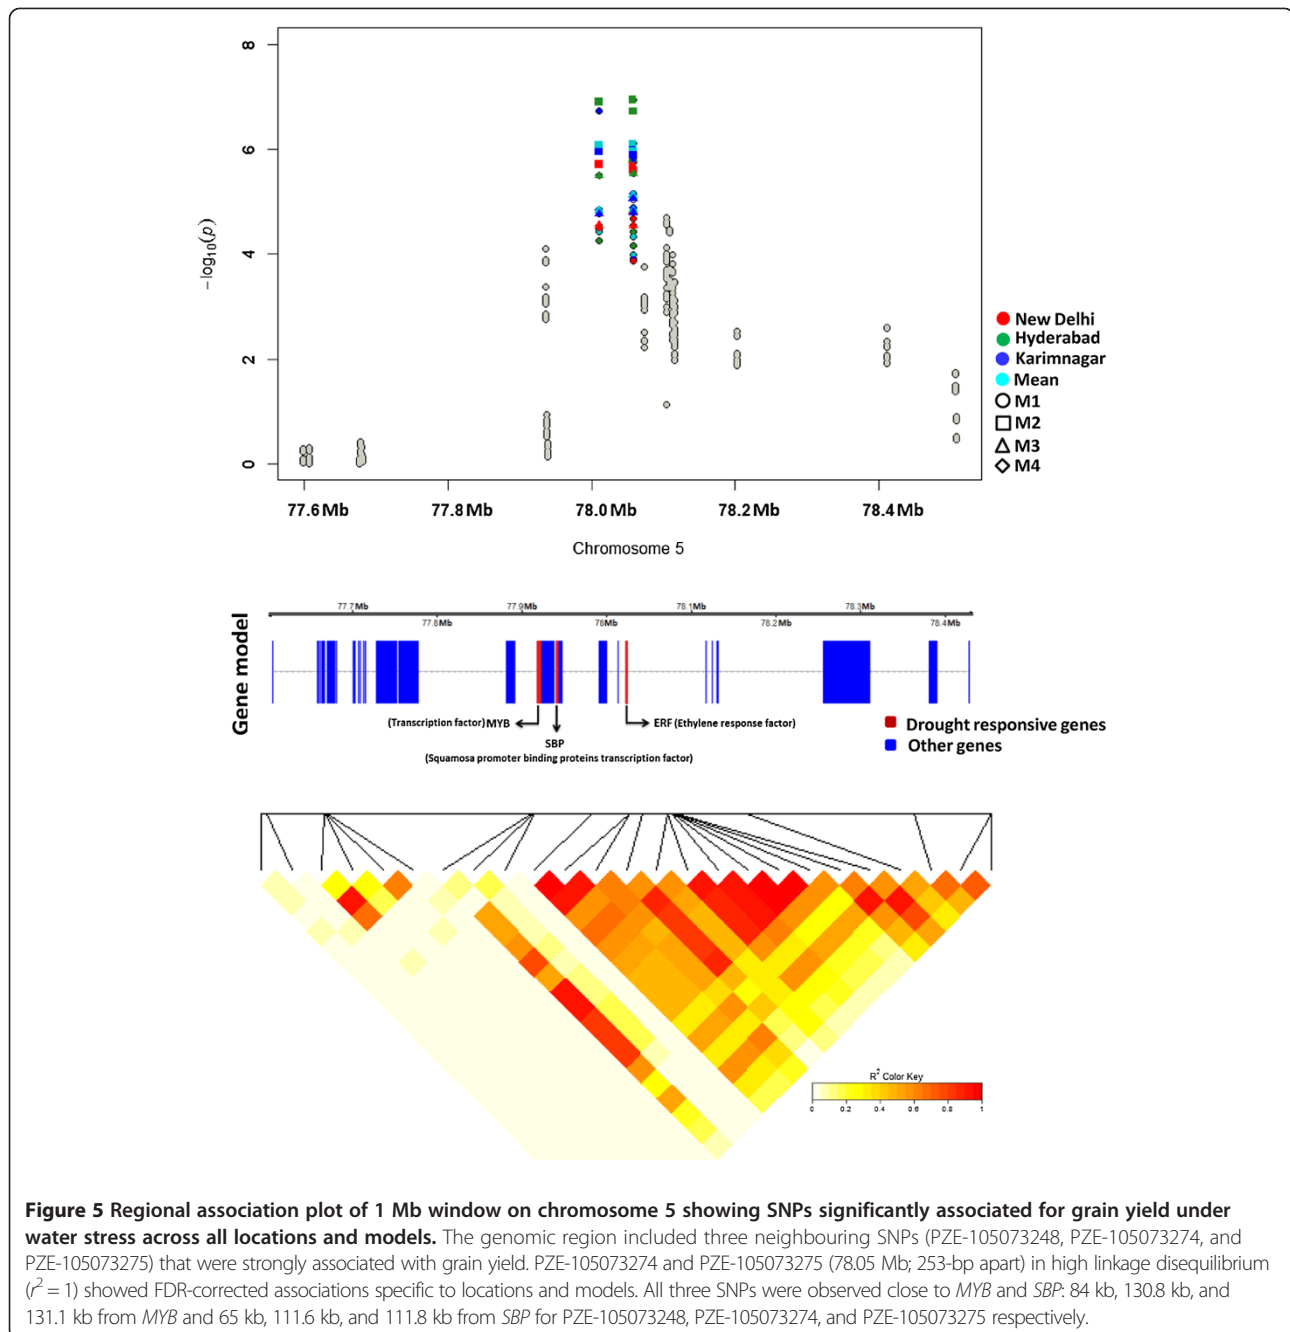 8
6
4
2
0
−log10(p)
77.6 Mb 77.8 Mb 78.0 Mb 78.2 Mb 78.4 Mb
Chromosome 5
New Delhi
Hyderabad
Karimnagar
Mean
M1
M2
M3
M4
Gene model
77.7Mb 77.9Mb 78.1Mb 78.3Mb
77.8Mb 78Mb 78.2Mb 78.4Mb
(Transcription factor) MYB
SBP
(Squamosa promoter binding proteins transcription factor)
ERF (Ethylene response factor)
Drought responsive genes
Other genes
R² Color Key
0 0.2 0.4 0.6 0.8 1
Figure 5 Regional association plot of 1 Mb window on chromosome 5 showing SNPs significantly associated for grain yield under
water stress across all locations and models. The genomic region included three neighbouring SNPs (PZE-105073248, PZE-105073274, and
PZE-105073275) that were strongly associated with grain yield. PZE-105073274 and PZE-105073275 (78.05 Mb; 253-bp apart) in high linkage disequilibrium
(r² = 1) showed FDR-corrected associations specific to locations and models. All three SNPs were observed close to MYB and SBP: 84 kb, 130.8 kb, and
131.1 kb from MYB and 65 kb, 111.6 kb, and 111.8 kb from SBP for PZE-105073248, PZE-105073274, and PZE-105073275 respectively.